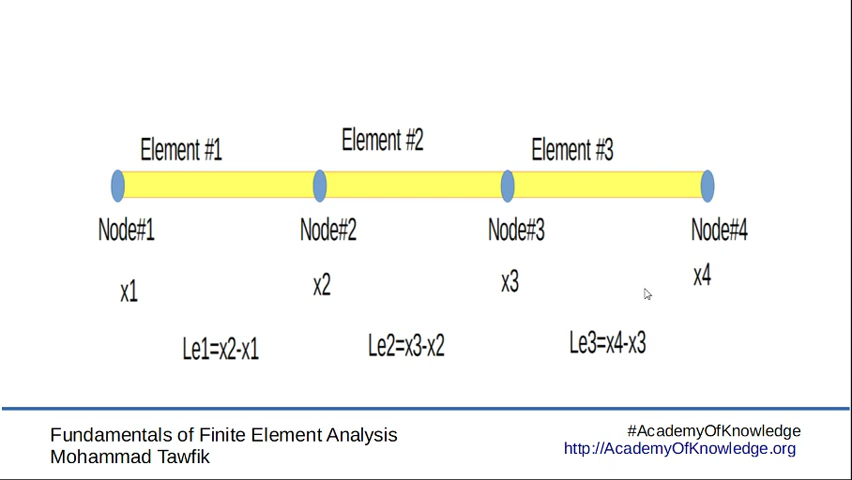 Element #1
Element #2
Element #3
Node#1
Node#2
Node#3
Node#4
x1
x2
x3
x4
Le1=x2-x1
Le2=x3-x2
Le3=x4-x3
Fundamentals of Finite Element Analysis
Mohammad Tawfik
#AcademyOfKnowledge
http://AcademyOfKnowledge.org